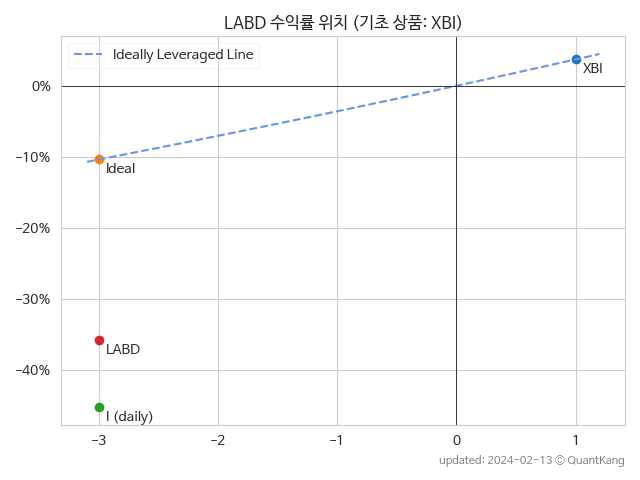 LABD 수익률 위치 (기초 상품: XBI)
Ideally Leveraged Line
XBI
Ideal
LABD
I (daily)
0%
-10%
-20%
-30%
-40%
-3 -2 -1 0 1
updated: 2024-02-13 © QuantKang